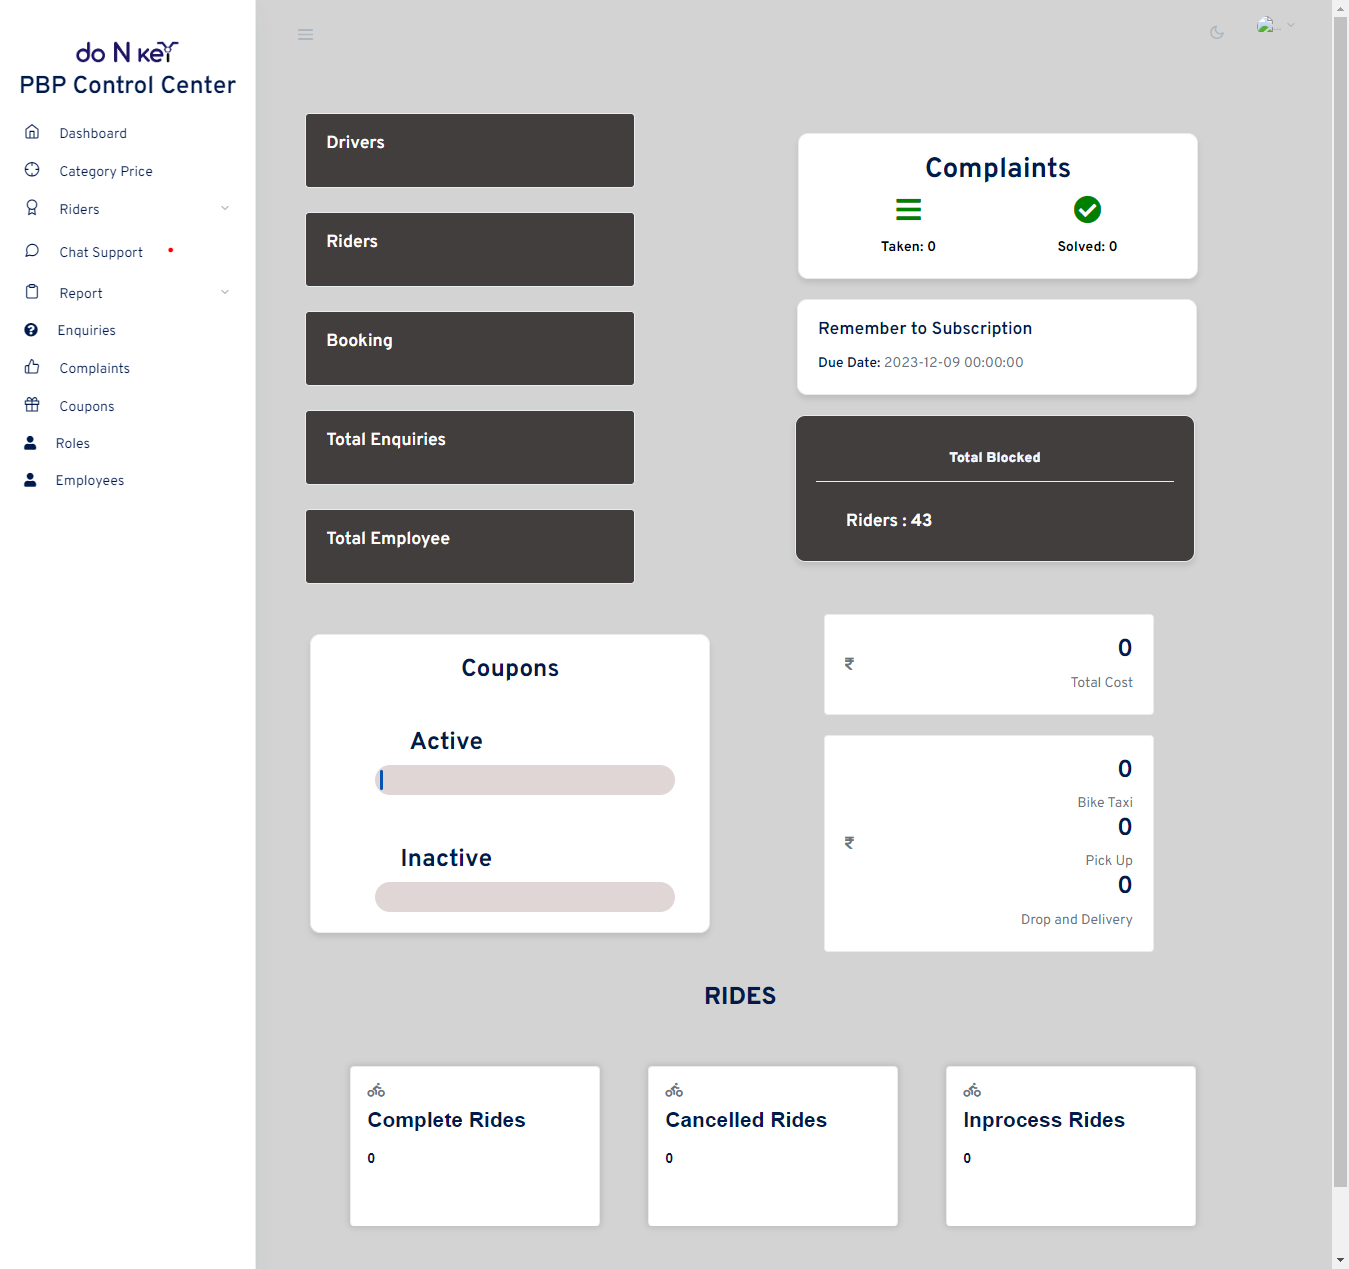 do N key
PBP Control Center
Dashboard
Category Price
Riders
Chat Support
Report
Enquiries
Complaints
Coupons
Roles
Employees
Drivers
Riders
Booking
Total Enquiries
Total Employee
Complaints
Taken: 0
Solved: 0
Remember to Subscription
Due Date: 2023-12-09 00:00:00
Total Blocked
Riders : 43
Coupons
Active
Inactive
₹
0
Total Cost
₹
0
Bike Taxi
0
Pick Up
0
Drop and Delivery
RIDES
Complete Rides
0
Cancelled Rides
0
Inprocess Rides
0